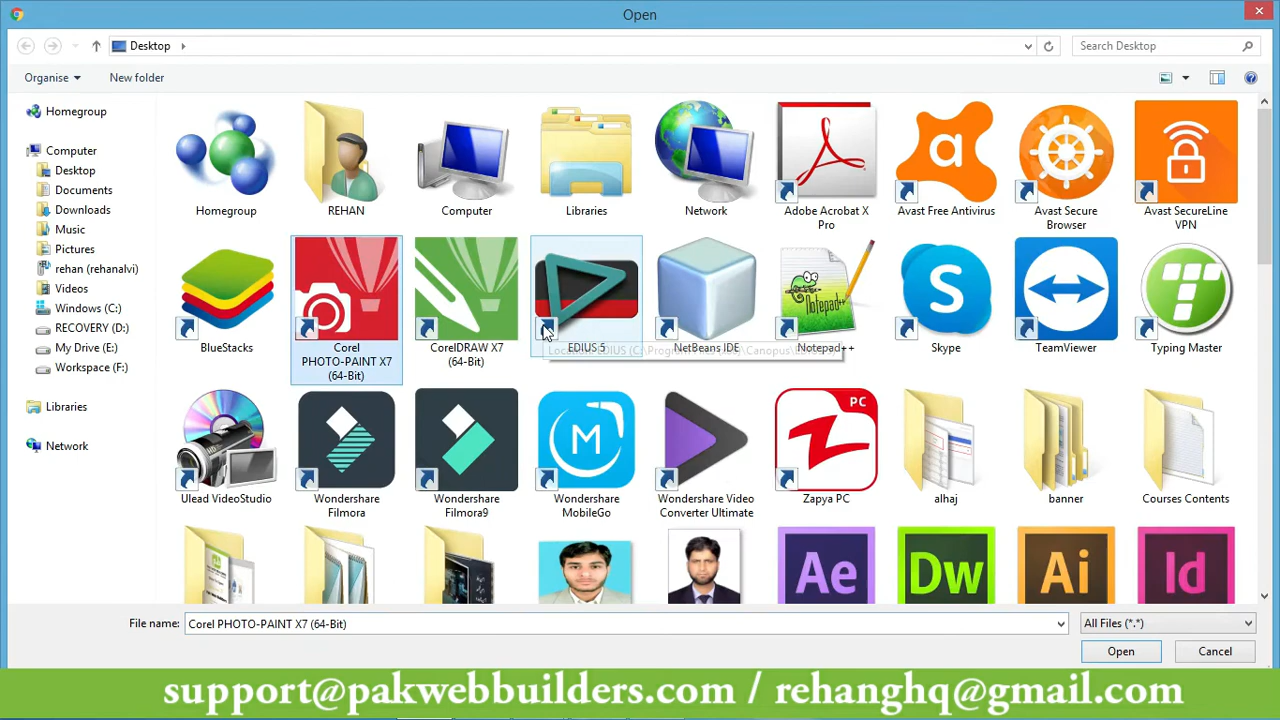 Open
Desktop
Search Desktop
Organise
New folder
Homegroup
Computer
Desktop
Documents
Downloads
Music
Pictures
rehan (rehanalvi)
Videos
Windows (C:)
RECOVERY (D:)
My Drive (E:)
Workspace (F:)
Libraries
Network
Homegroup
REHAN
Computer
Libraries
Network
Adobe Acrobat X
Pro
Avast Free Antivirus
Avast Secure
Browser
Avast SecureLine
VPN
BlueStacks
Corel
PHOTO-PAINT X7
(64-Bit)
CorelDRAW X7
(64-Bit)
EDIUS 5
NetBeans IDE
Notepad++
Notepad++
Skype
TeamViewer
Typing Master
Ulead VideoStudio
Wondershare
Filmora
Wondershare
Filmora9
Wondershare
MobileGo
Wondershare Video
Converter Ultimate
PC
Zapya PC
alhaj
banner
Courses Contents
Ae
Dw
Ai
Id
File name:
Corel PHOTO-PAINT X7 (64-Bit)
All Files (*.*)
Open
Cancel
support@pakwebbuilders.com / rehanghq@gmail.com